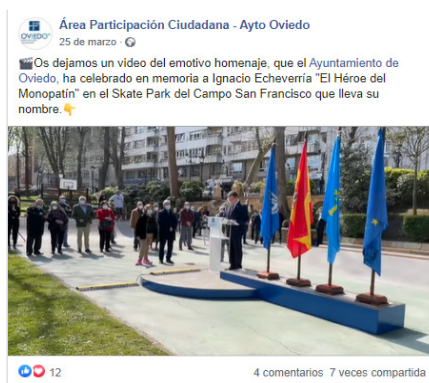 Área Participación Ciudadana - Ayto Oviedo
OVIEDO
25 de marzo ·
Os dejamos un video del emotivo homenaje, que el Ayuntamiento de
Oviedo, ha celebrado en memoria a Ignacio Echeverría "El Héroe del
Monopatín" en el Skate Park del Campo San Francisco que lleva su
nombre.
12
4 comentarios 7 veces compartida